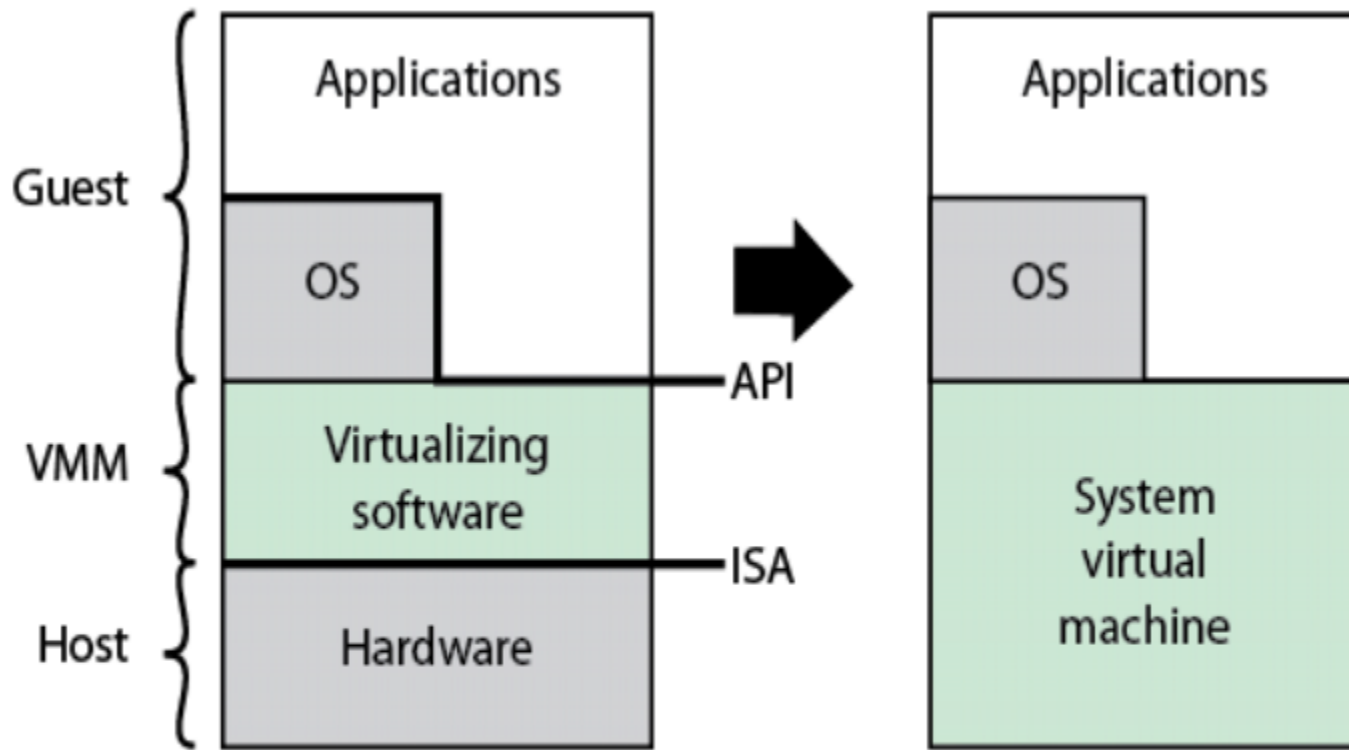 Applications
Applications
Guest
OS
OS
API
VMM
Virtualizing
software
System
virtual
machine
ISA
Host
Hardware